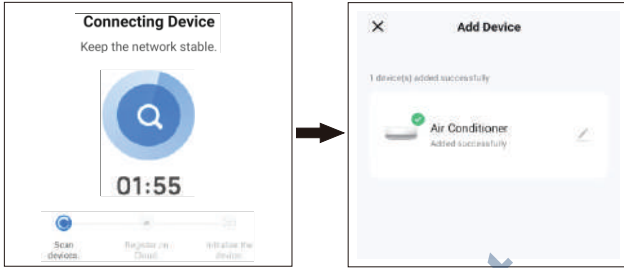 Connecting Device
Keep the network stable.
01:55
Scan
devices.
Register on
Cloud.
Initialize the
device.
Add Device
1 device(s) added successfully
Air Conditioner
Added successfully